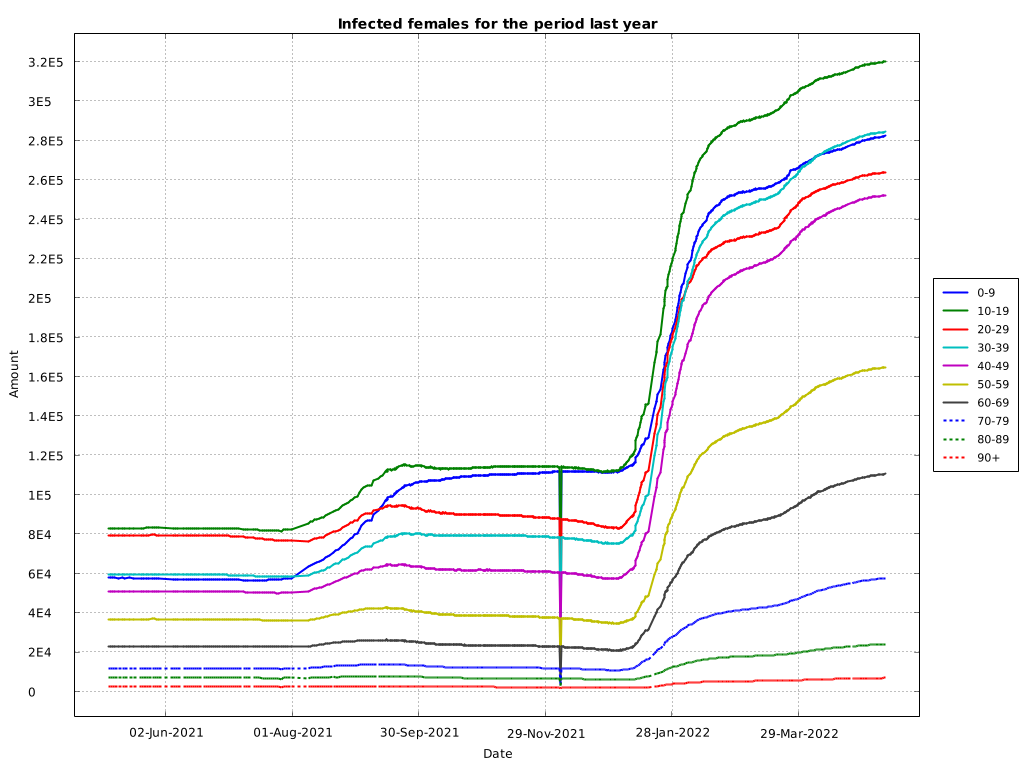 Infected females for the period last year
3.2E5
3E5
2.8E5
2.6E5
2.4E5
2.2E5
2E5
1.8E5
1.6E5
1.4E5
1.2E5
1E5
8E4
6E4
4E4
2E4
0
Amount
02-Jun-2021
01-Aug-2021
30-Sep-2021
29-Nov-2021
28-Jan-2022
29-Mar-2022
Date
0-9
10-19
20-29
30-39
40-49
50-59
60-69
70-79
80-89
90+